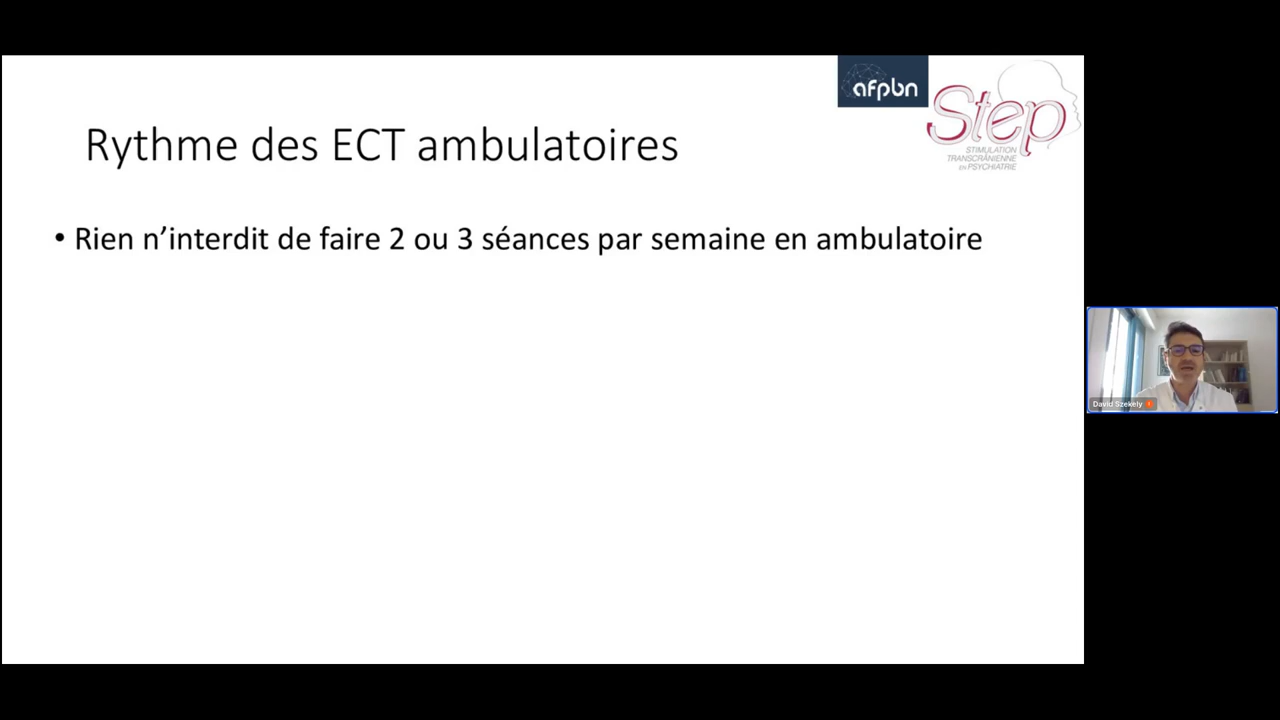 afpbn
Step
STIMULATION
TRANSCRÂNIENNE
EN PSYCHIATRIE
Rythme des ECT ambulatoires
• Rien n’interdit de faire 2 ou 3 séances par semaine en ambulatoire
David Szekely